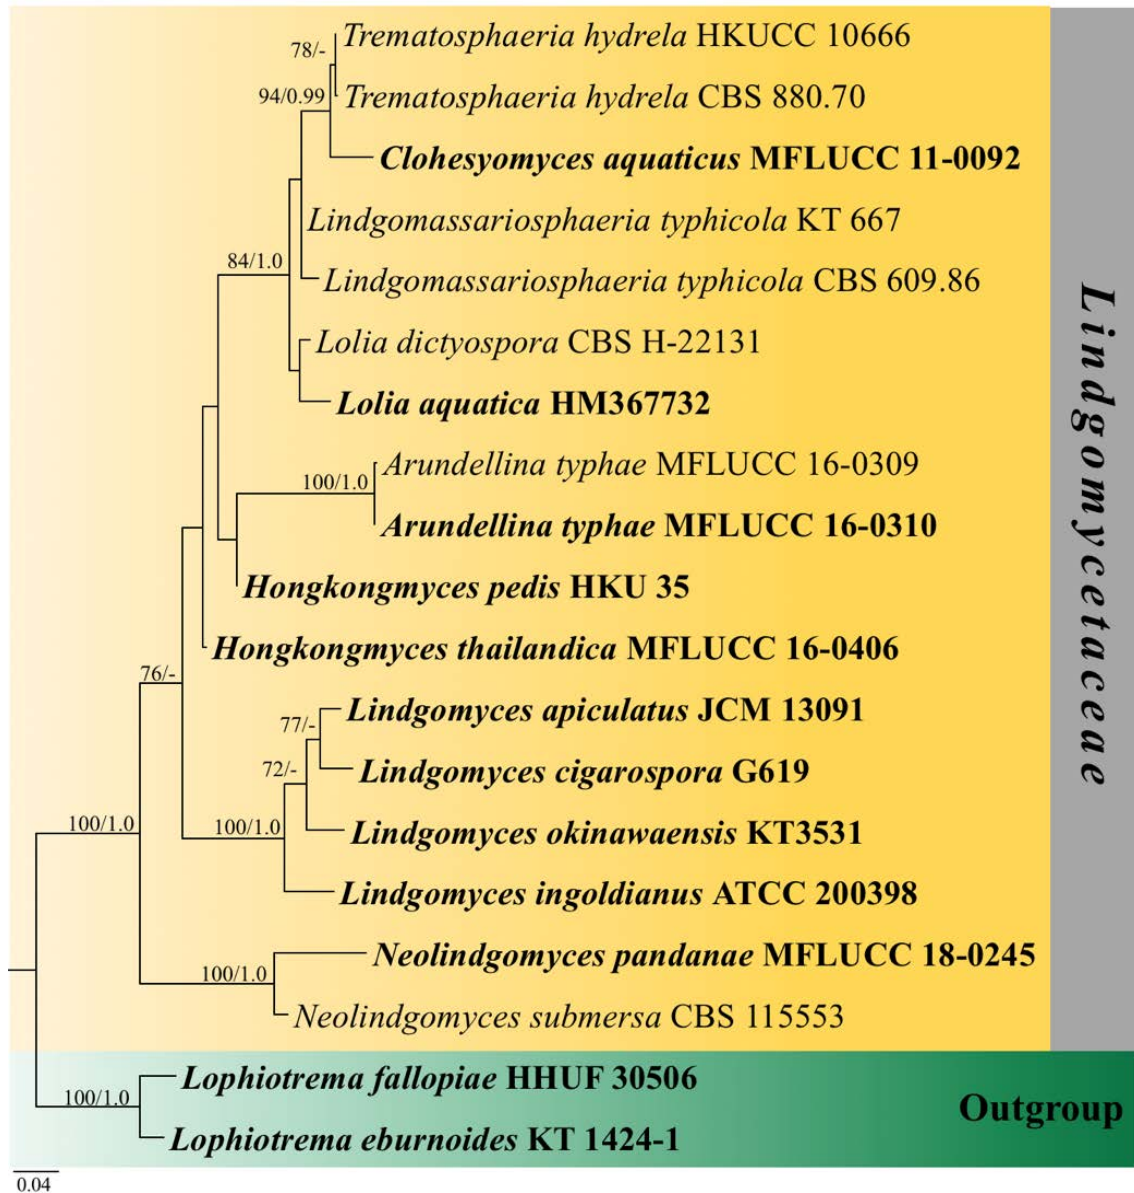 Trematosphaeria hydrela HKUCC 10666
78/-
94/0.99
Trematosphaeria hydrela CBS 880.70
Clohesyomyces aquaticus MFLUCC 11-0092
Lindgomassariosphaeria typhicola KT 667
84/1.0
Lindgomassariosphaeria typhicola CBS 609.86
Lolia dictyospora CBS H-22131
Lolia aquatica HM367732
Arundellina typhae MFLUCC 16-0309
100/1.0
Arundellina typhae MFLUCC 16-0310
Hongkongmyces pedis HKU 35
Hongkongmyces thailandica MFLUCC 16-0406
76/-
Lindgomyces apiculatus JCM 13091
77/-
Lindgomyces cigarospora G619
72/-
100/1.0
100/1.0
Lindgomyces okinawaensis KT3531
Lindgomyces ingoldianus ATCC 200398
Neolindgomyces pandanae MFLUCC 18-0245
100/1.0
Neolindgomyces submersa CBS 115553
Lindgomycetaceae
Lophiotrema fallopiae HHUF 30506
100/1.0
Outgroup
Lophiotrema eburnoides KT 1424-1
0.04